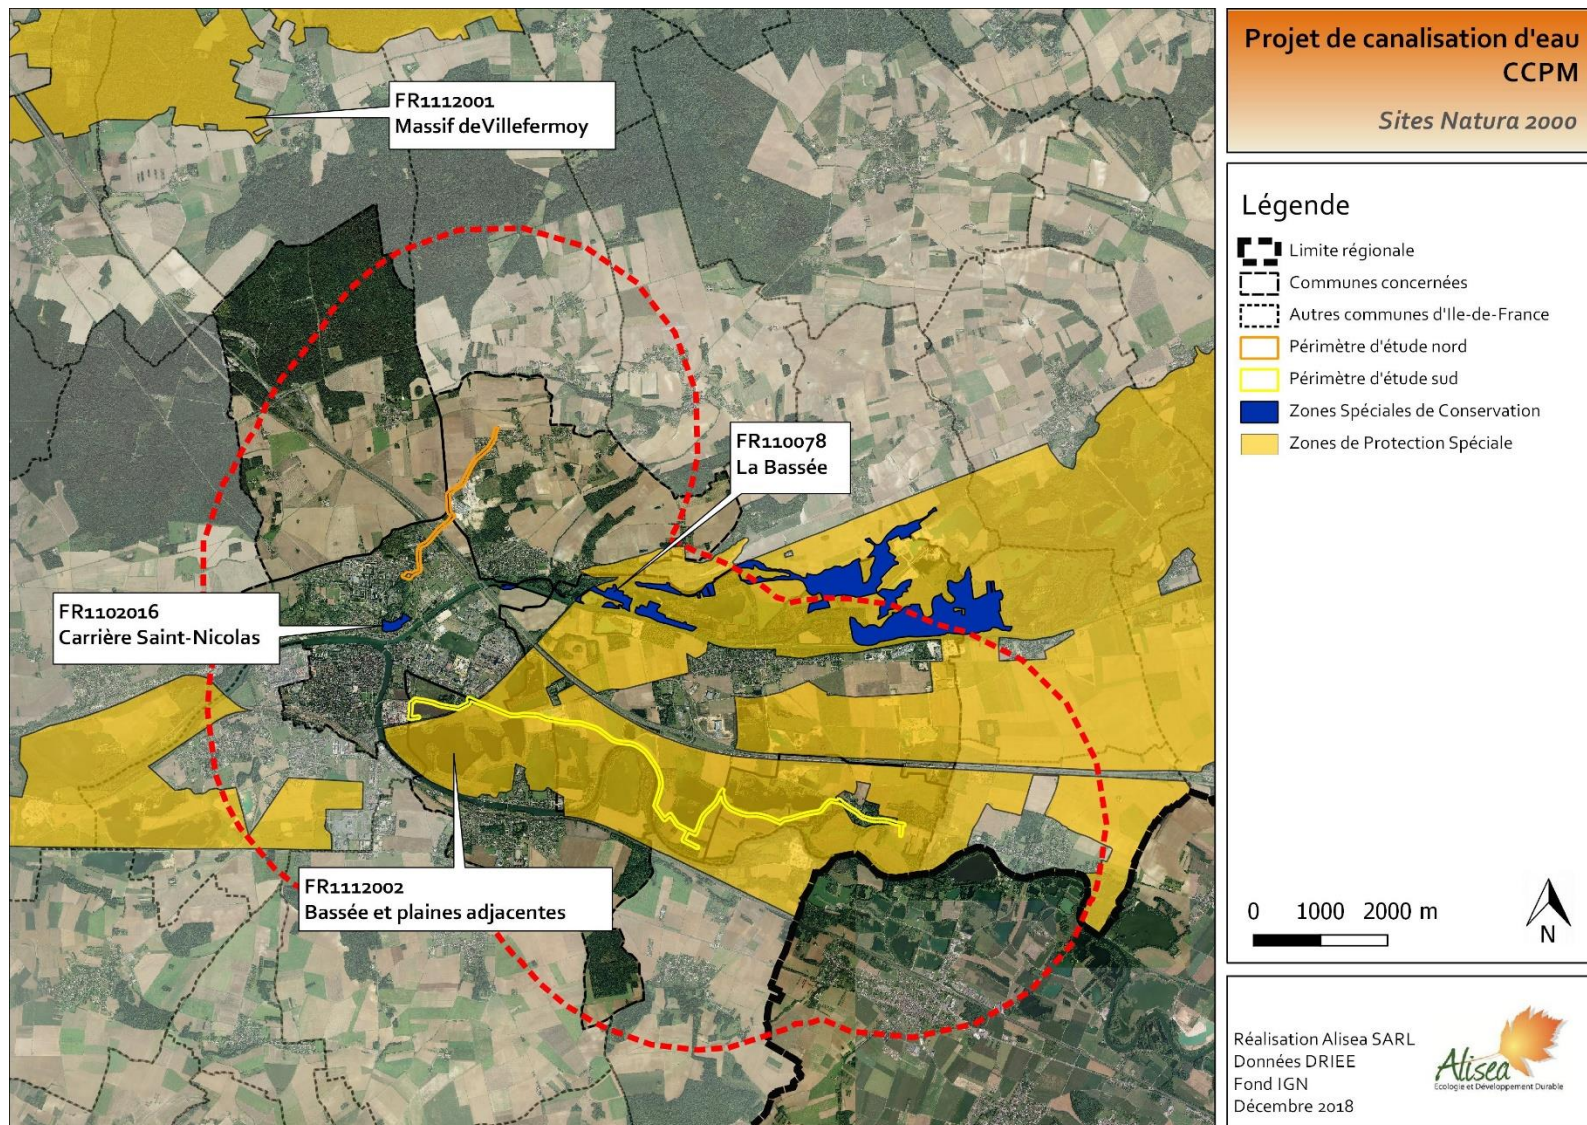 FR1112001
Massif deVillefermoy
FR110078
La Bassée
FR1102016
Carrière Saint-Nicolas
FR1112002
Bassée et plaines adjacentes
Projet de canalisation d'eau
CCPM
Sites Natura 2000
Légende
Limite régionale
Communes concernées
Autres communes d'Ile-de-France
Périmètre d'étude nord
Périmètre d'étude sud
Zones Spéciales de Conservation
Zones de Protection Spéciale
0 1000 2000 m
N
Réalisation Alisea SARL
Données DRIEE
Fond IGN
Décembre 2018
Alisea
Ecologie et Développement Durable